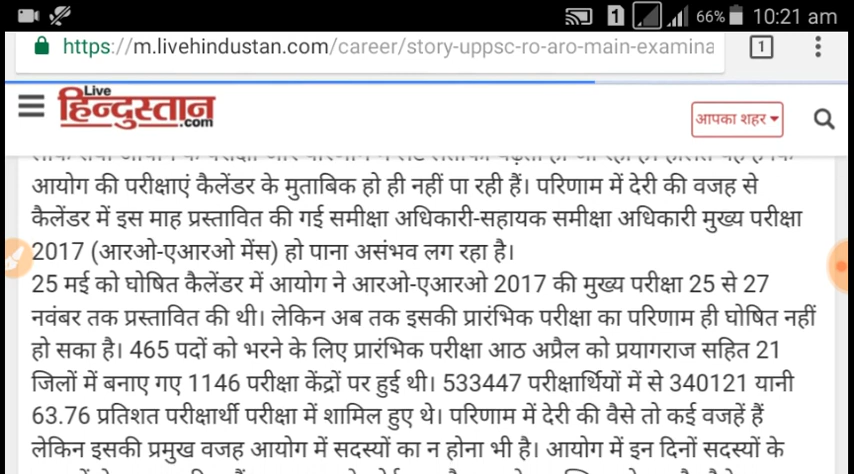 1 66% 10:21 am
https://m.livehindustan.com/career/story-uppsc-ro-aro-main-examina 1
Live
हिन्दुस्तान
.com
आपका शहर
आयोग की परीक्षाएं कैलेंडर के मुताबिक हो ही नहीं पा रही हैं। परिणाम में देरी की वजह से
कैलेंडर में इस माह प्रस्तावित की गई समीक्षा अधिकारी-सहायक समीक्षा अधिकारी मुख्य परीक्षा
2017 (आरओ-एआरओ मेंस) हो पाना असंभव लग रहा है।
25 मई को घोषित कैलेंडर में आयोग ने आरओ-एआरओ 2017 की मुख्य परीक्षा 25 से 27
नवंबर तक प्रस्तावित की थी। लेकिन अब तक इसकी प्रारंभिक परीक्षा का परिणाम ही घोषित नहीं
हो सका है। 465 पदों को भरने के लिए प्रारंभिक परीक्षा आठ अप्रैल को प्रयागराज सहित 21
जिलों में बनाए गए 1146 परीक्षा केंद्रों पर हुई थी। 533447 परीक्षार्थियों में से 340121 यानी
63.76 प्रतिशत परीक्षार्थी परीक्षा में शामिल हुए थे। परिणाम में देरी की वैसे तो कई वजहें हैं
लेकिन इसकी प्रमुख वजह आयोग में सदस्यों का न होना भी है। आयोग में इन दिनों सदस्यों के